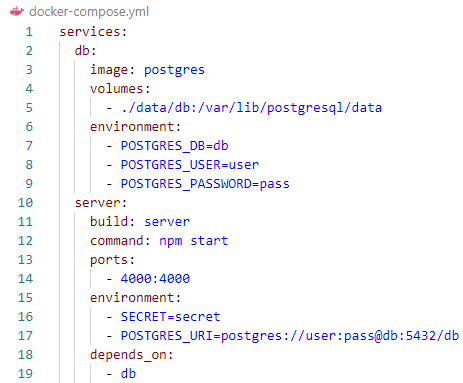 docker-compose.yml
1 services:
2   db:
3     image: postgres
4     volumes:
5       - ./data/db:/var/lib/postgresql/data
6     environment:
7       - POSTGRES_DB=db
8       - POSTGRES_USER=user
9       - POSTGRES_PASSWORD=pass
10   server:
11     build: server
12     command: npm start
13     ports:
14       - 4000:4000
15     environment:
16       - SECRET=secret
17       - POSTGRES_URI=postgres://user:pass@db:5432/db
18     depends_on:
19       - db